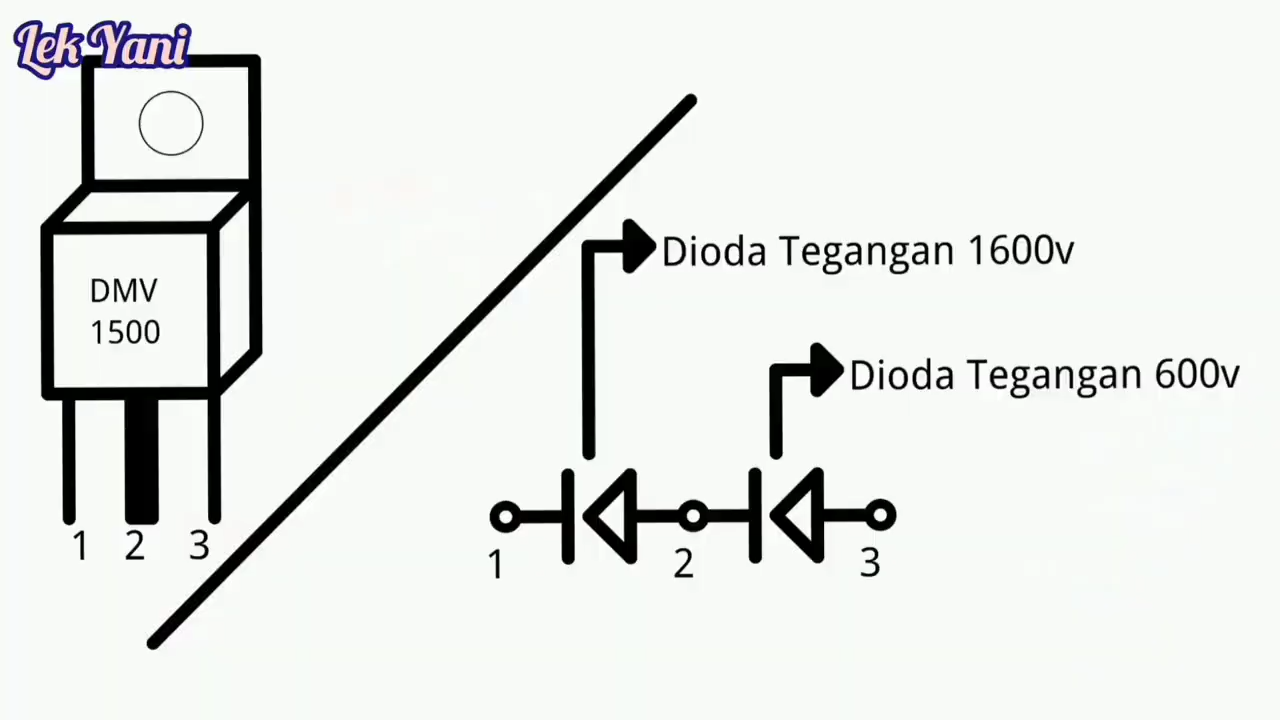 Lek Yani
DMV
1500
1 2 3
Dioda Tegangan 1600v
Dioda Tegangan 600v
1 2 3